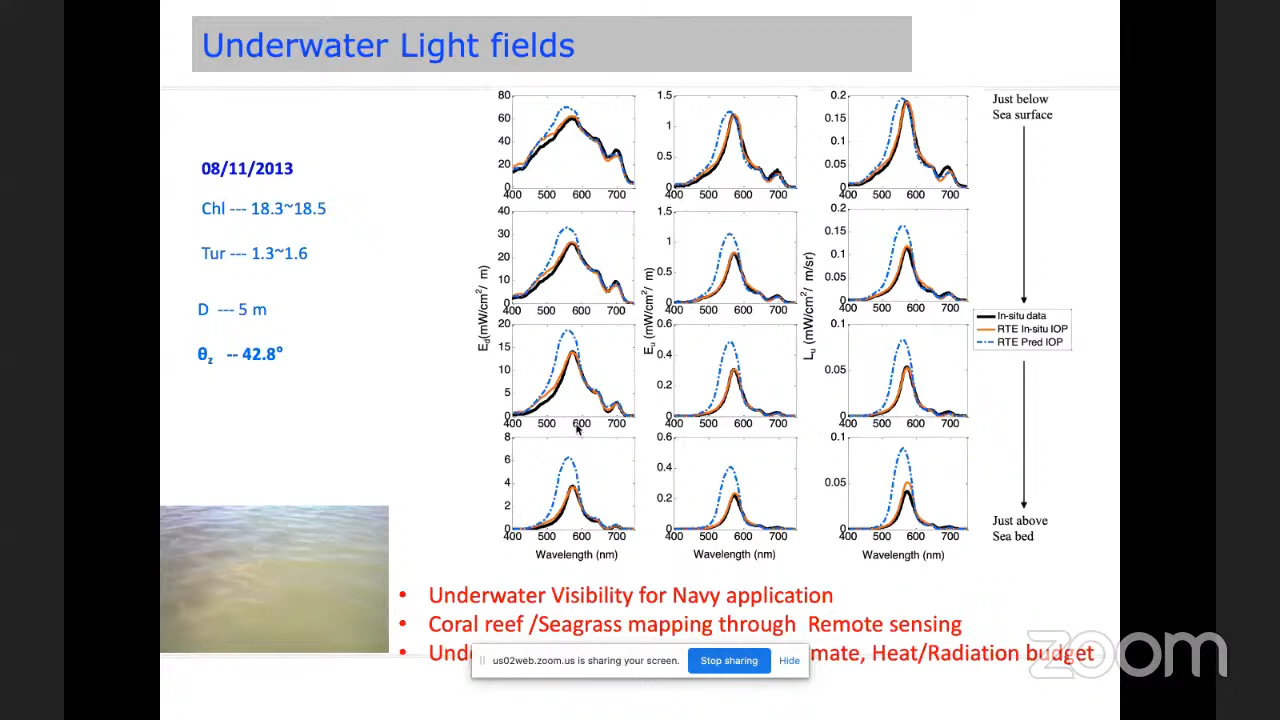 Underwater Light fields
08/11/2013
Chl --- 18.3~18.5
Tur --- 1.3~1.6
D --- 5 m
θz -- 42.8°
80
60
40
20
0
400 500 600 700
1.5
1
0.5
0
400 500 600 700
0.2
0.15
0.1
0.05
0
400 500 600 700
Just below
Sea surface
40
30
20
10
0
400 500 600 700
1.5
1
0.5
0
400 500 600 700
0.2
0.15
0.1
0.05
0
400 500 600 700
Ed(mW/cm²/ m)
Eu (mW/cm²/ m)
Lu (mW/cm²/ m/sr)
In-situ data
RTE In-situ IOP
RTE Pred IOP
20
15
10
5
0
400 500 600 700
0.6
0.4
0.2
0
400 500 600 700
0.1
0.05
0
400 500 600 700
8
6
4
2
0
400 500 600 700
0.6
0.4
0.2
0
400 500 600 700
0.1
0.05
0
400 500 600 700
Just above
Sea bed
Wavelength (nm)
Wavelength (nm)
Wavelength (nm)
• Underwater Visibility for Navy application
• Coral reef /Seagrass mapping through Remote sensing
• Und mate, Heat/Radiation budget
us02web.zoom.us is sharing your screen. Stop sharing Hide
zoom